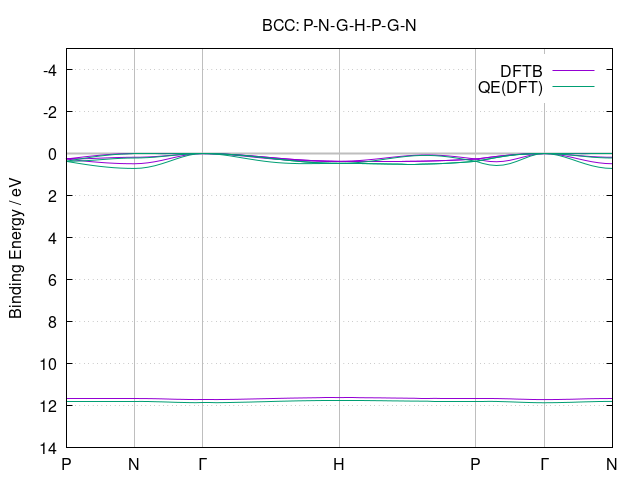 BCC: P-N-G-H-P-G-N
DFTB
QE(DFT)
Binding Energy / eV
-4
-2
0
2
4
6
8
10
12
14
P N Γ H P Γ N